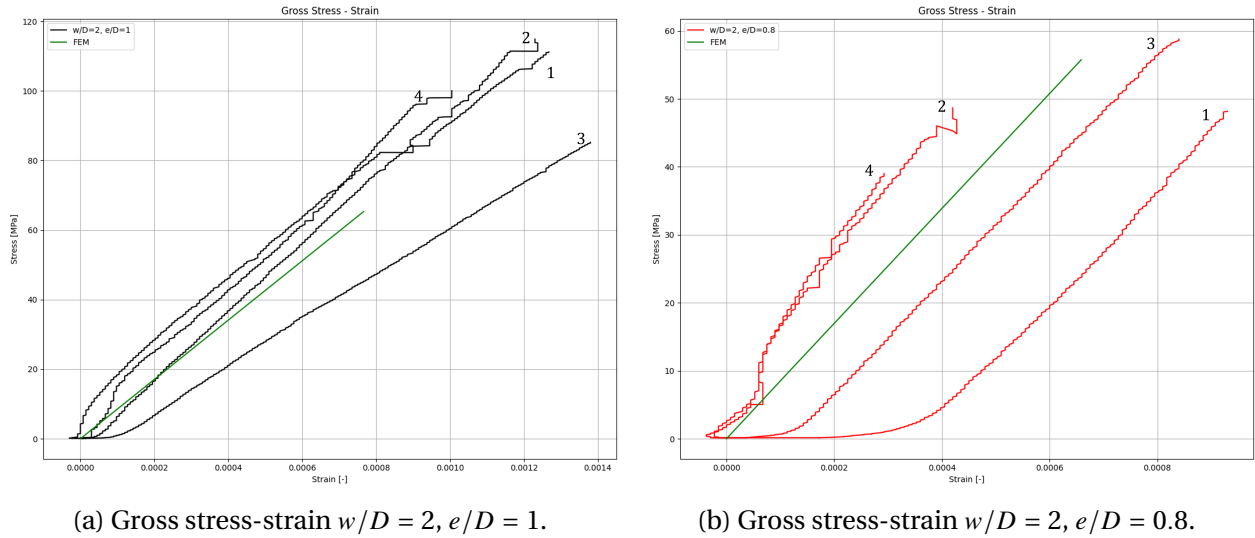 Gross Stress - Strain
w/D=2, e/D=1
FEM
120
100
80
60
40
20
0
Stress [MPa]
2
1
4
3
0.0000 0.0002 0.0004 0.0006 0.0008 0.0010 0.0012 0.0014
Strain [-]
(a) Gross stress-strain w/D = 2, e/D = 1.
Gross Stress - Strain
w/D=2, e/D=0.8
FEM
60
50
40
30
20
10
0
Stress [MPa]
3
2
1
4
0.0000 0.0002 0.0004 0.0006 0.0008
Strain [-]
(b) Gross stress-strain w/D = 2, e/D = 0.8.